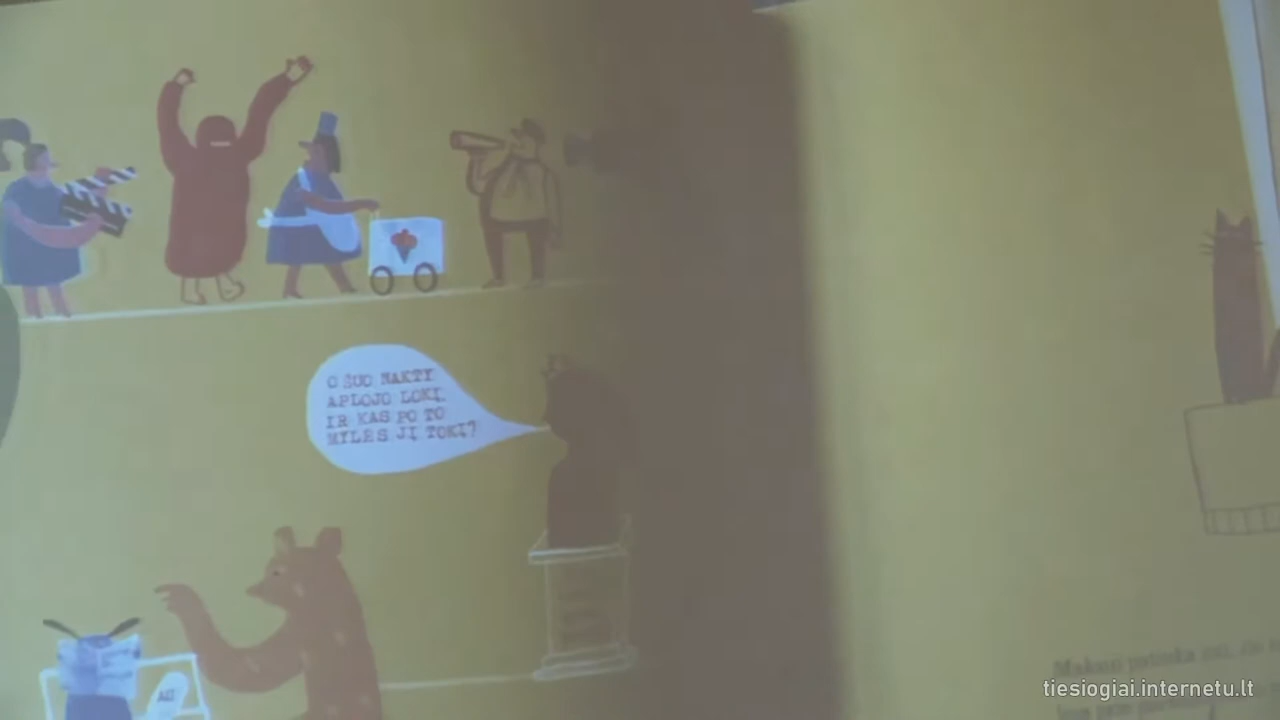 O ŠUO NAKTĮ
APLOJO LOKĮ.
IR KAS PO TO
MYLĖS JĮ TOKĮ?
tiesiogiai.internetu.lt